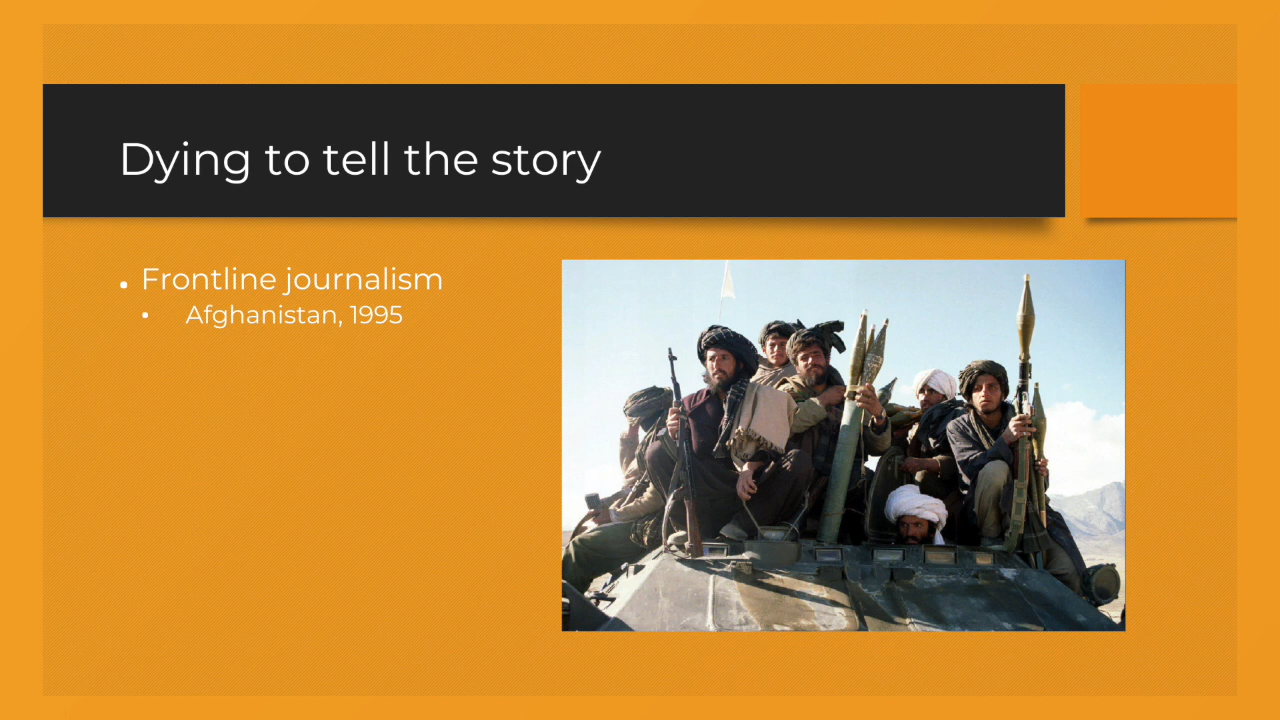 Dying to tell the story
• Frontline journalism
• Afghanistan, 1995